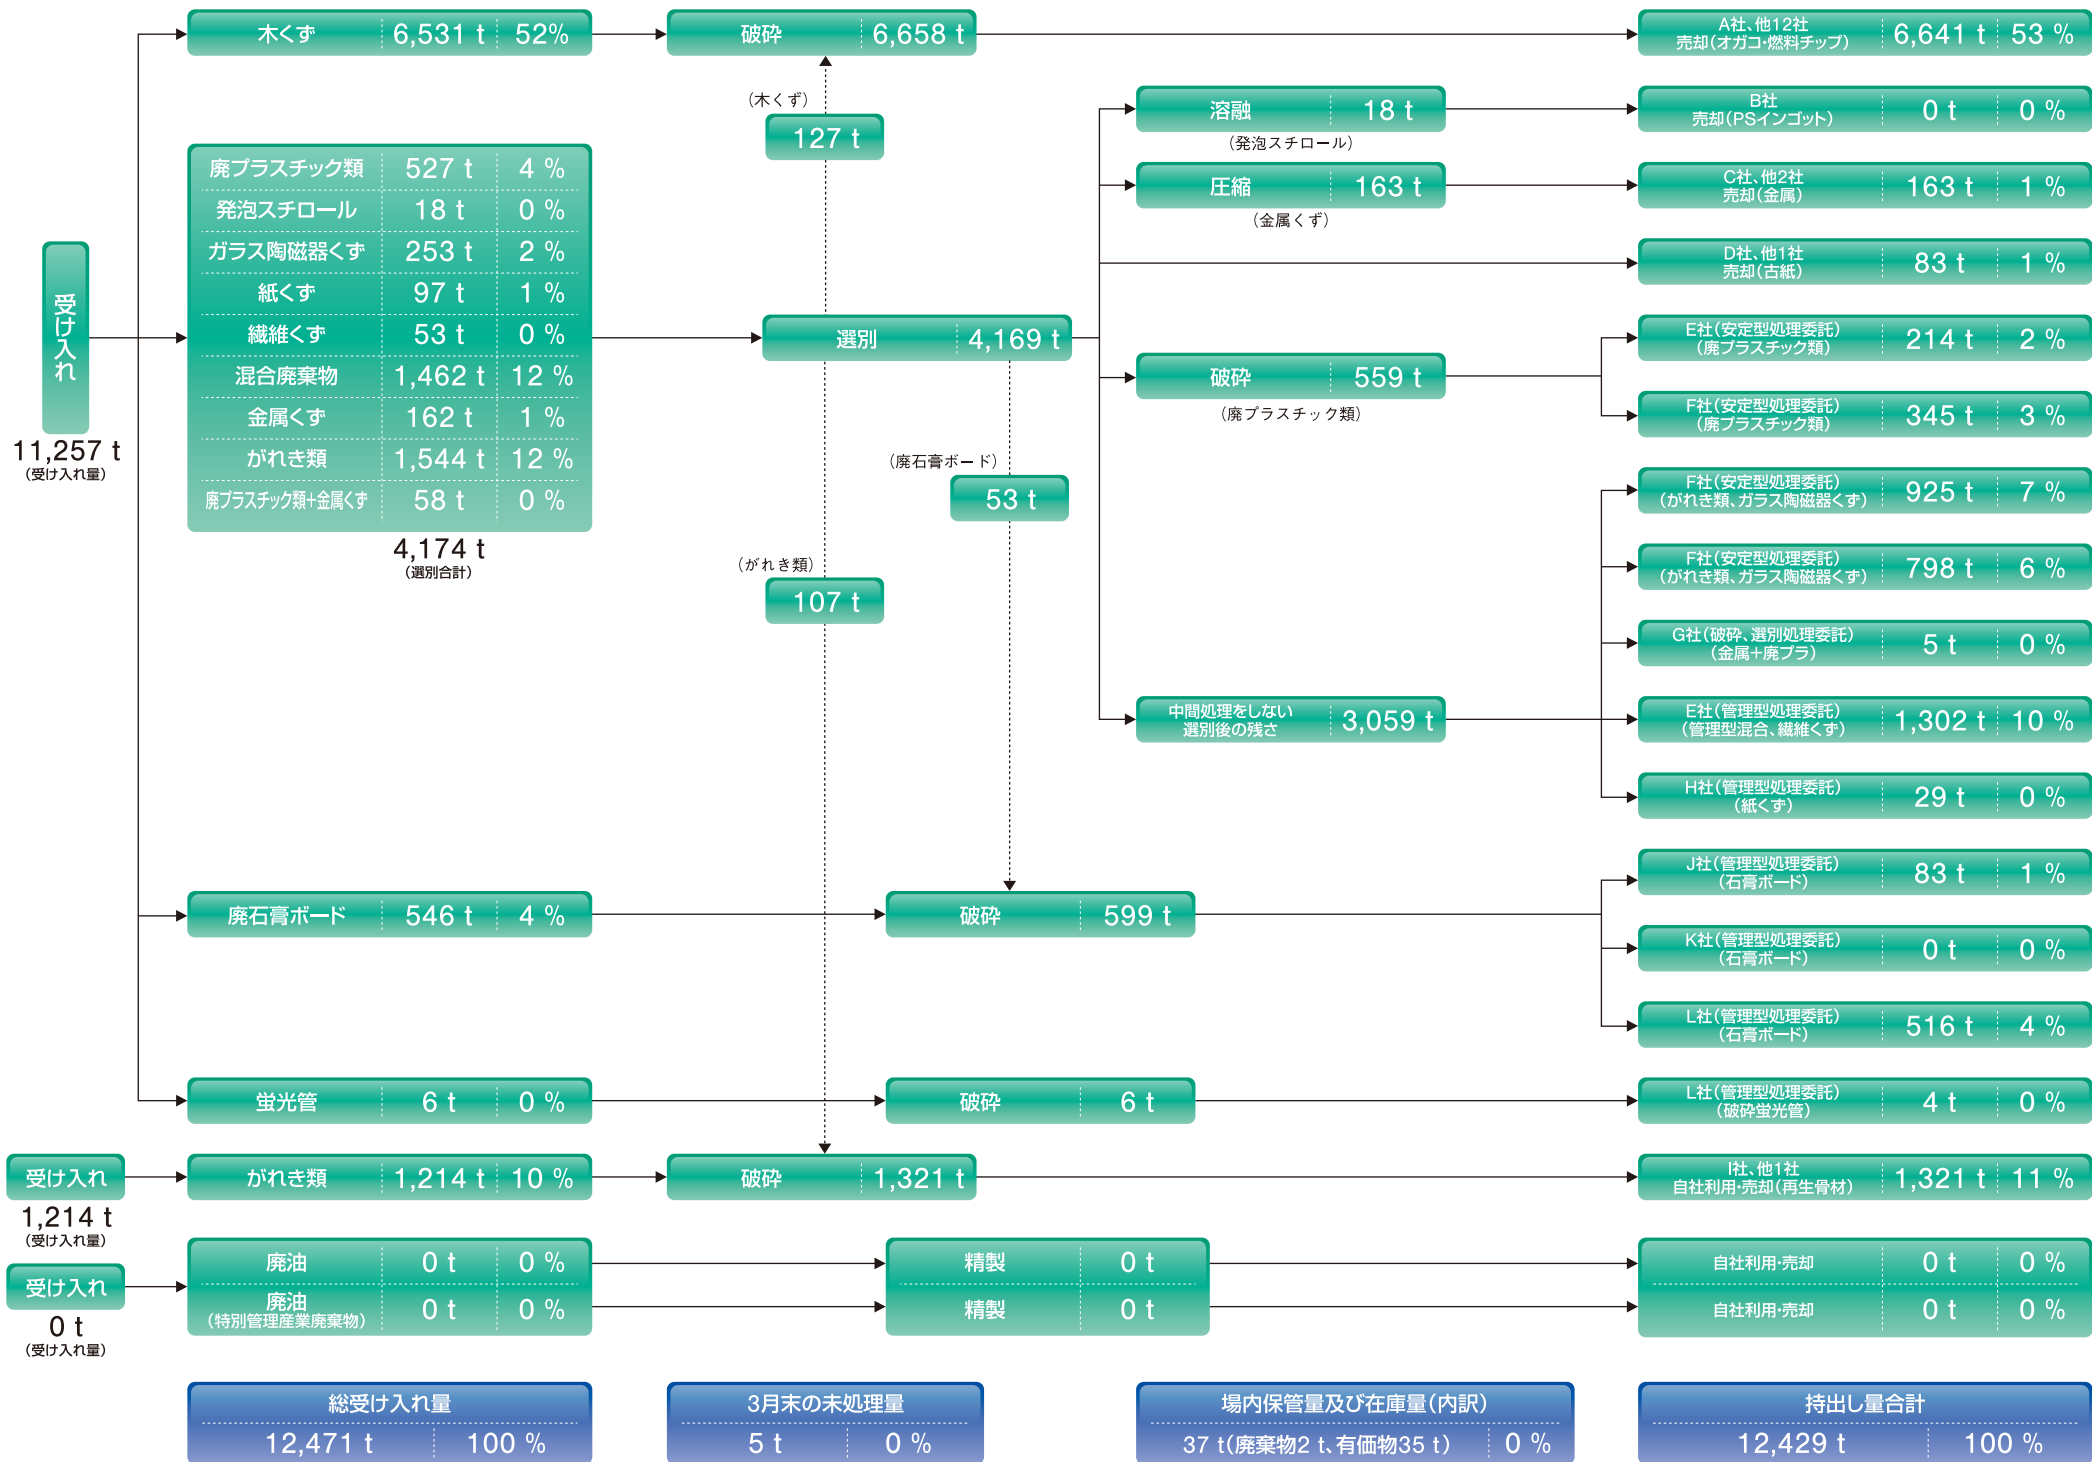 受け入れ
11,257 t
(受け入れ量)
木くず 6,531 t 52%
破砕 6,658 t
A社、他12社
売却(オガコ・燃料チップ) 6,641 t 53 %
(木くず)
127 t
廃プラスチック類 527 t 4 %
発泡スチロール 18 t 0 %
ガラス陶磁器くず 253 t 2 %
紙くず 97 t 1 %
繊維くず 53 t 0 %
混合廃棄物 1,462 t 12 %
金属くず 162 t 1 %
がれき類 1,544 t 12 %
廃プラスチック類+金属くず 58 t 0 %
4,174 t
(選別合計)
選別 4,169 t
(廃石膏ボード)
53 t
(がれき類)
107 t
溶融 18 t
(発泡スチロール)
B社
売却(PSインゴット) 0 t 0 %
圧縮 163 t
(金属くず)
C社、他2社
売却(金属) 163 t 1 %
D社、他1社
売却(古紙) 83 t 1 %
破砕 559 t
(廃プラスチック類)
E社(安定型処理委託)
(廃プラスチック類) 214 t 2 %
F社(安定型処理委託)
(廃プラスチック類) 345 t 3 %
中間処理をしない
選別後の残さ 3,059 t
F社(安定型処理委託)
(がれき類、ガラス陶磁器くず) 925 t 7 %
F社(安定型処理委託)
(がれき類、ガラス陶磁器くず) 798 t 6 %
G社(破砕、選別処理委託)
(金属+廃プラ) 5 t 0 %
E社(管理型処理委託)
(管理型混合、繊維くず) 1,302 t 10 %
H社(管理型処理委託)
(紙くず) 29 t 0 %
廃石膏ボード 546 t 4 %
破砕 599 t
J社(管理型処理委託)
(石膏ボード) 83 t 1 %
K社(管理型処理委託)
(石膏ボード) 0 t 0 %
L社(管理型処理委託)
(石膏ボード) 516 t 4 %
蛍光管 6 t 0 %
破砕 6 t
L社(管理型処理委託)
(破砕蛍光管) 4 t 0 %
受け入れ
1,214 t
(受け入れ量)
がれき類 1,214 t 10 %
破砕 1,321 t
I社、他1社
自社利用・売却(再生骨材) 1,321 t 11 %
受け入れ
0 t
(受け入れ量)
廃油 0 t 0 %
精製 0 t
自社利用・売却 0 t 0 %
廃油
(特別管理産業廃棄物) 0 t 0 %
精製 0 t
自社利用・売却 0 t 0 %
総受け入れ量
12,471 t 100 %
3月末の未処理量
5 t 0 %
場内保管量及び在庫量(内訳)
37 t(廃棄物2 t、有価物35 t) 0 %
持出し量合計
12,429 t 100 %